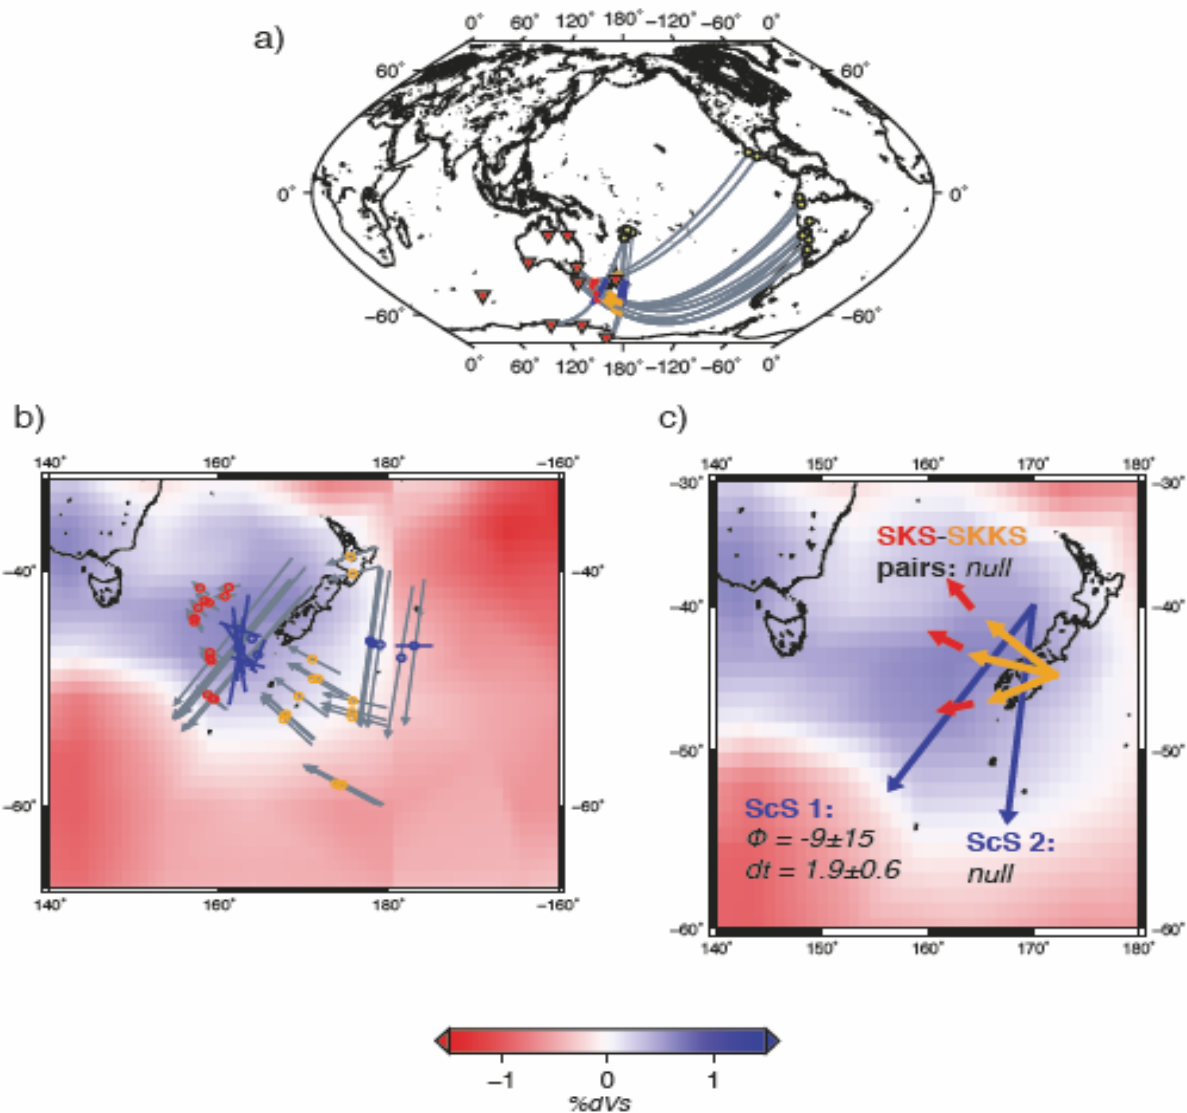 a)
0° 60° 120° 180° −120° −60° 0°
60° 60°
0° 0°
−60° −60°
0° 60° 120° 180° −120° −60° 0°
b)
140° 160° 180° −160°
−40° −40°
−60° −60°
140° 160° 180° −160°
c)
140° 150° 160° 170° 180°
−30° −30°
SKS-SKKS
pairs: null
−40° −40°
−50° −50°
ScS 1:
Φ = -9±15
dt = 1.9±0.6
ScS 2:
null
−60° −60°
140° 150° 160° 170° 180°
−1 0 1
%dVs